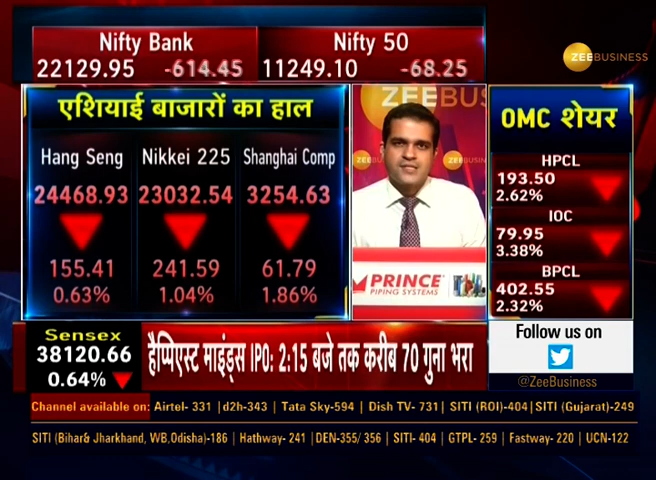 Nifty Bank
22129.95 -614.45
Nifty 50
11249.10 -68.25
ZEE BUSINESS
एशियाई बाजारों का हाल
Hang Seng
24468.93
155.41
0.63%
Nikkei 225
23032.54
241.59
1.04%
Shanghai Comp
3254.63
61.79
1.86%
ZEE BUS
ZEE BUSINESS
PRINCE
PIPING SYSTEMS
OMC शेयर
HPCL
193.50
2.62%
IOC
79.95
3.38%
BPCL
402.55
2.32%
Sensex
38120.66
0.64%
हैप्पिएस्ट माइंड्स IPO: 2:15 बजे तक करीब 70 गुना भरा
Follow us on
@ZeeBusiness
Channel available on: Airtel- 331 |d2h-343 | Tata Sky-594 | Dish TV- 731| SITI (ROI)-404|SITI (Gujarat)-249
SITI (Bihar& Jharkhand, WB,Odisha)-186 | Hathway- 241 |DEN-355/ 356 | SITI- 404 | GTPL- 259 | Fastway- 220 | UCN-122